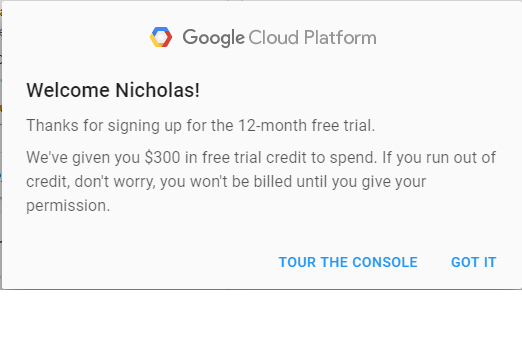 Google Cloud Platform
Welcome Nicholas!
Thanks for signing up for the 12-month free trial.
We've given you $300 in free trial credit to spend. If you run out of
credit, don't worry, you won't be billed until you give your
permission.
TOUR THE CONSOLE GOT IT